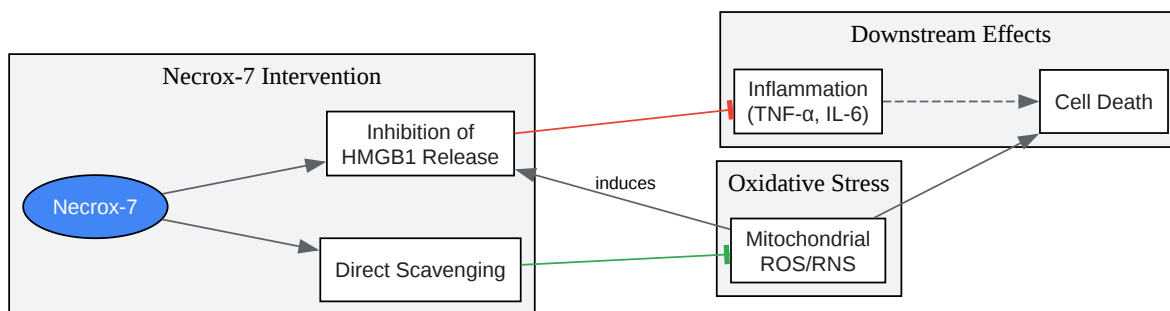 Necrox-7 Intervention
Necrox-7
Inhibition of
HMGB1 Release
Direct Scavenging
induces
Downstream Effects
Inflammation
(TNF-α, IL-6)
Cell Death
Oxidative Stress
Mitochondrial
ROS/RNS